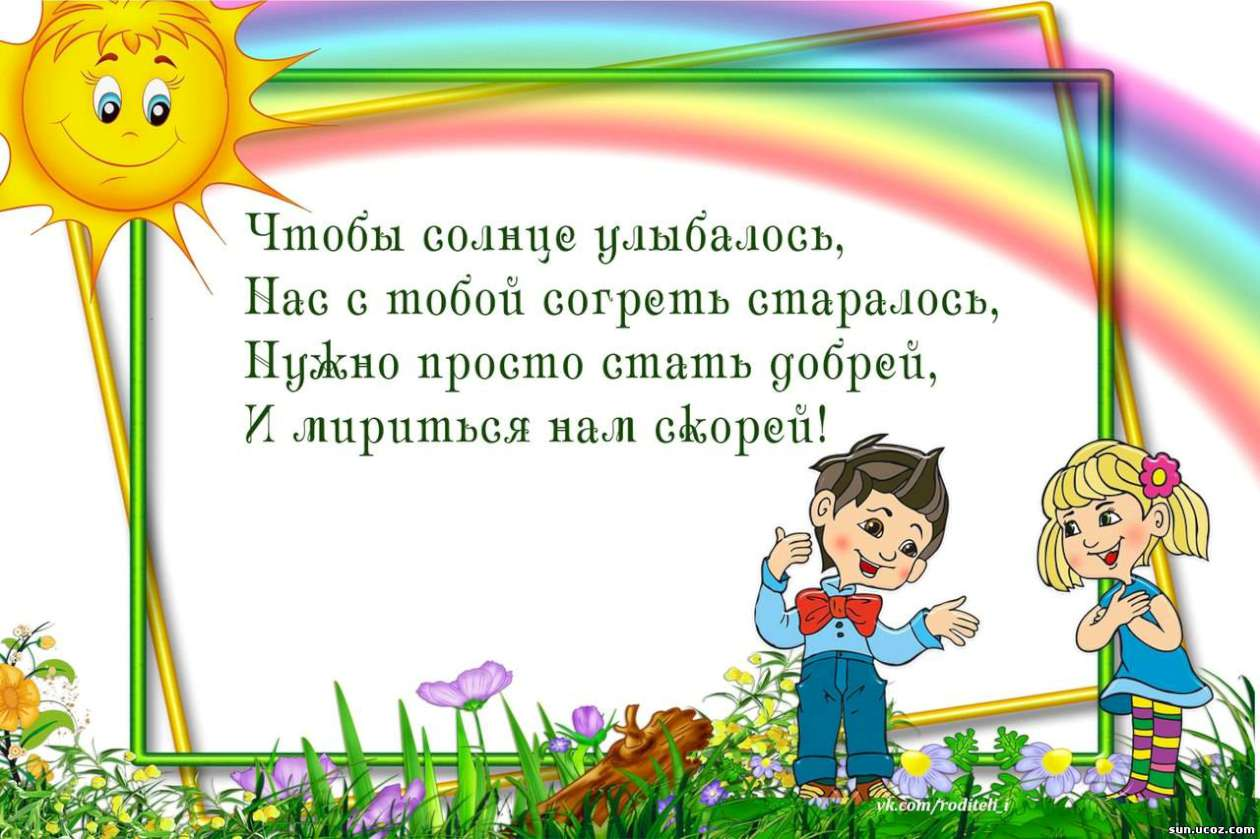 Чтобы солнце улыбалось,
Нас с тобой согреть старалось,
Нужно просто стать добрей,
И мириться нам скорей!
vk.com/roditeli_i
sun.ucoz.com